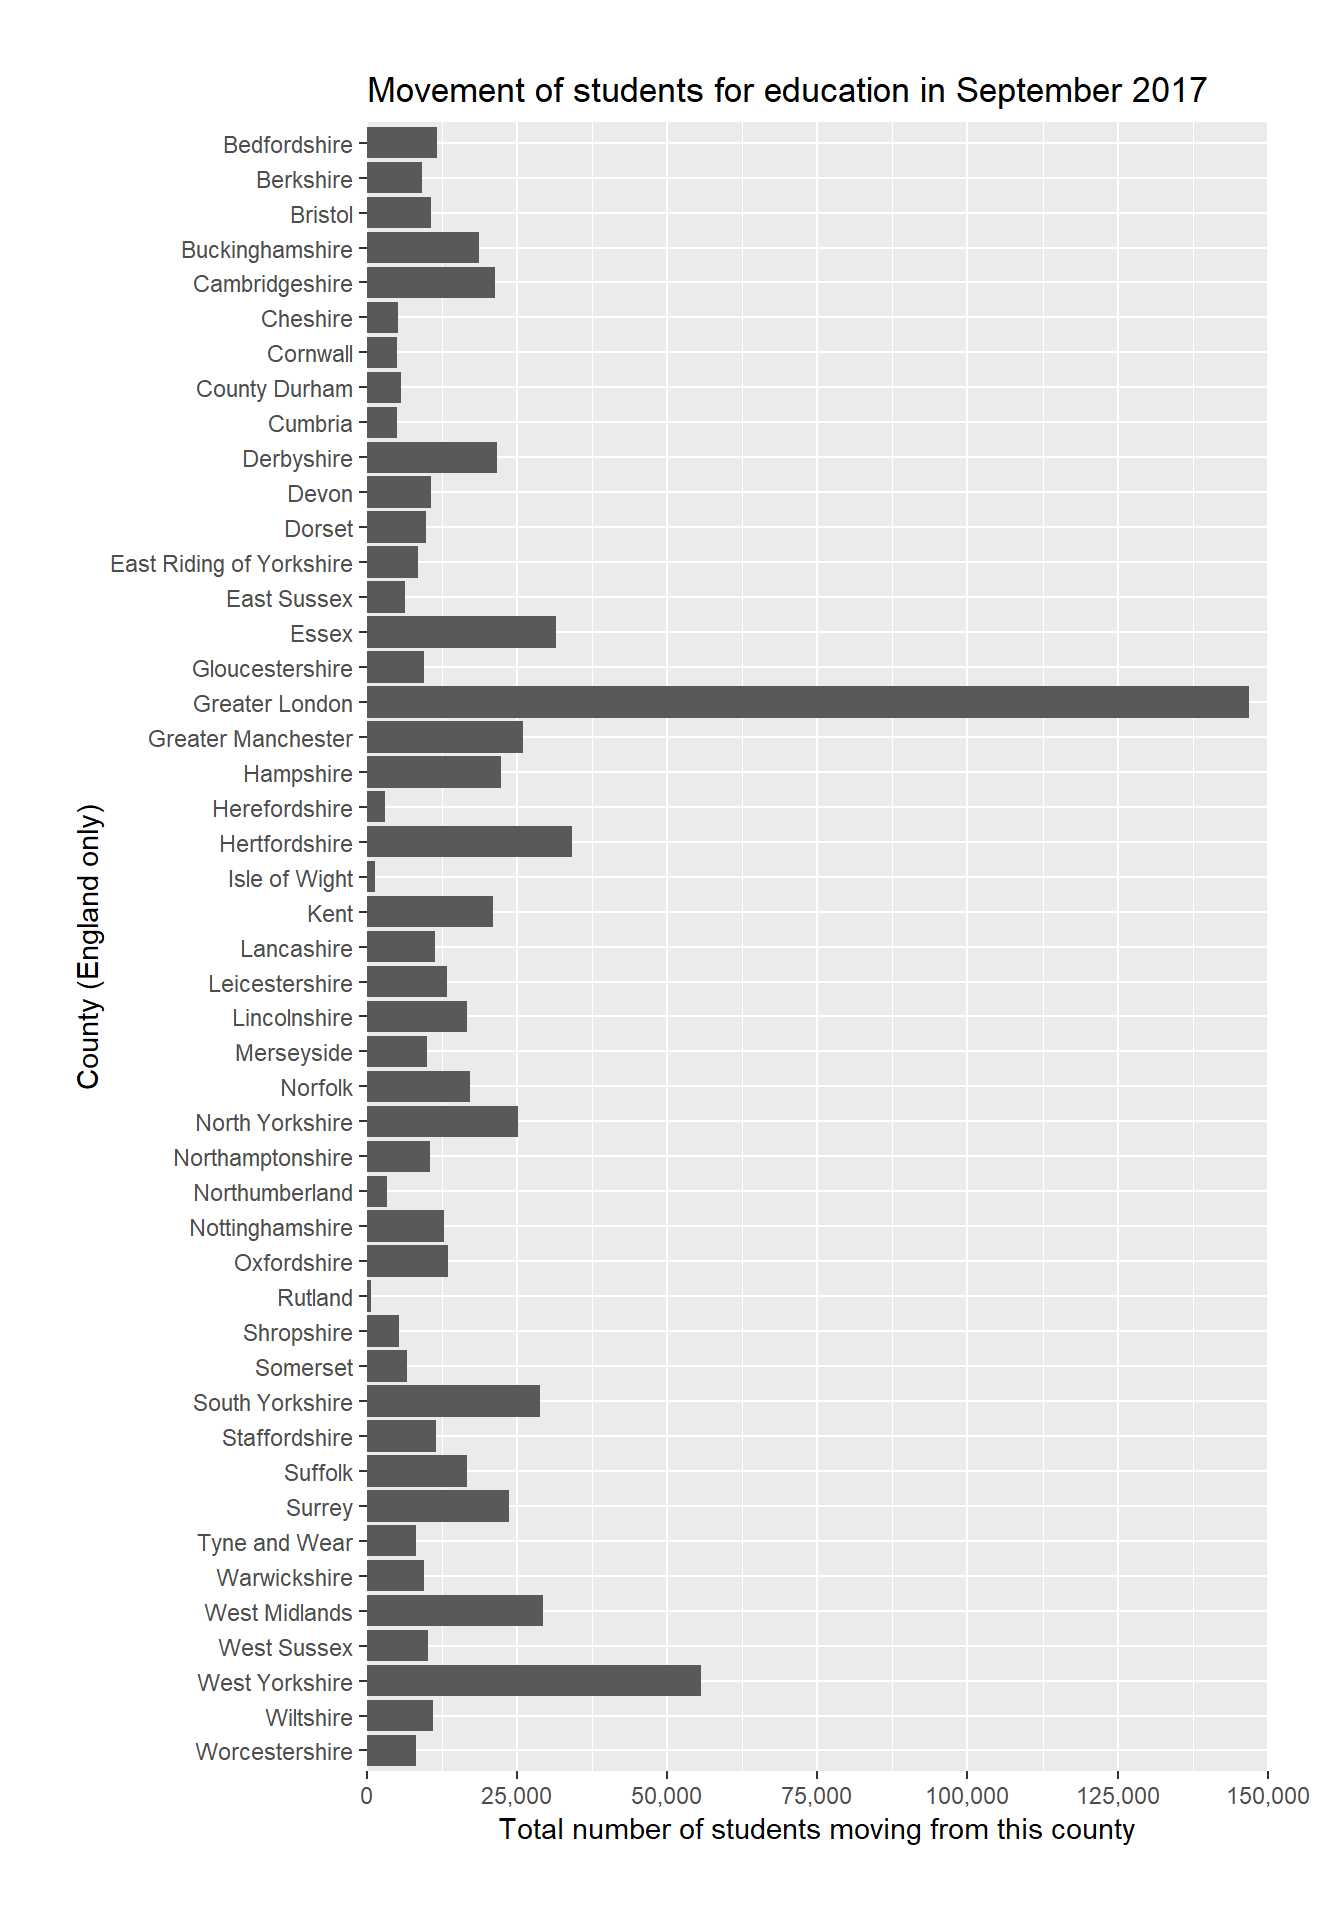 Movement of students for education in September 2017
County (England only)
Bedfordshire
Berkshire
Bristol
Buckinghamshire
Cambridgeshire
Cheshire
Cornwall
County Durham
Cumbria
Derbyshire
Devon
Dorset
East Riding of Yorkshire
East Sussex
Essex
Gloucestershire
Greater London
Greater Manchester
Hampshire
Herefordshire
Hertfordshire
Isle of Wight
Kent
Lancashire
Leicestershire
Lincolnshire
Merseyside
Norfolk
North Yorkshire
Northamptonshire
Northumberland
Nottinghamshire
Oxfordshire
Rutland
Shropshire
Somerset
South Yorkshire
Staffordshire
Suffolk
Surrey
Tyne and Wear
Warwickshire
West Midlands
West Sussex
West Yorkshire
Wiltshire
Worcestershire
0 25,000 50,000 75,000 100,000 125,000 150,000
Total number of students moving from this county